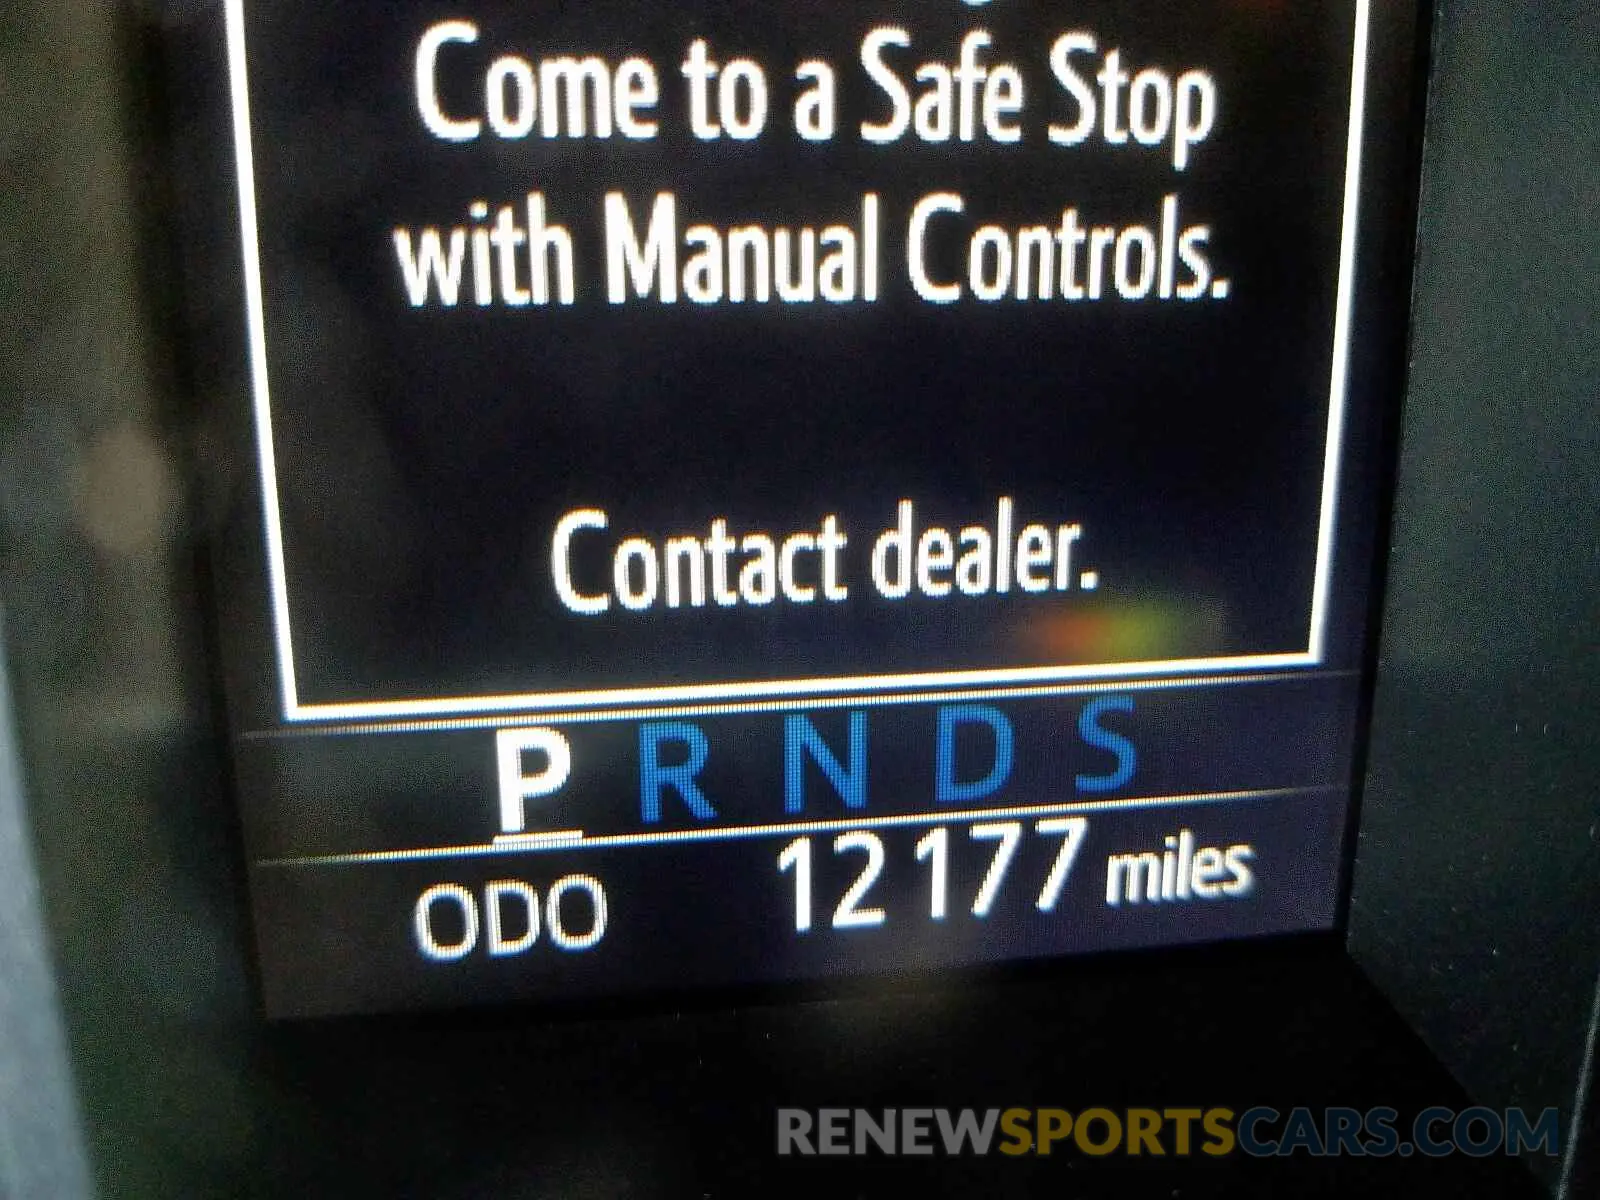 Come to a Safe Stop
with Manual Controls.
Contact dealer.
P R N D S
ODO 12177 miles
RENEWSPORTSCARS.COM